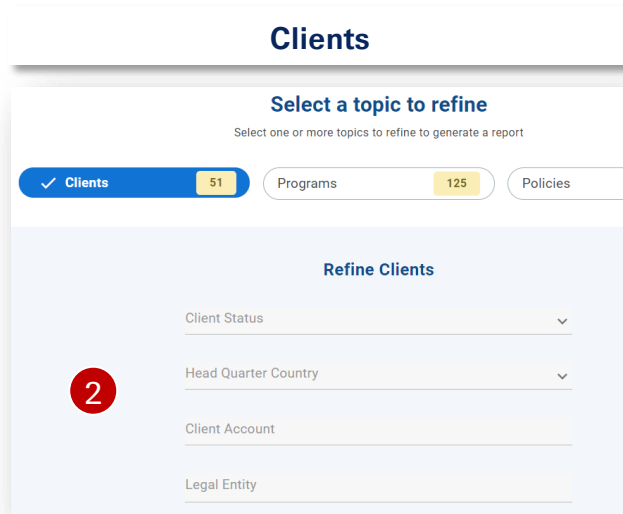 Clients
Select a topic to refine
Select one or more topics to refine to generate a report
Clients 51 Programs 125 Policies
Refine Clients
Client Status
Head Quarter Country
2
Client Account
Legal Entity